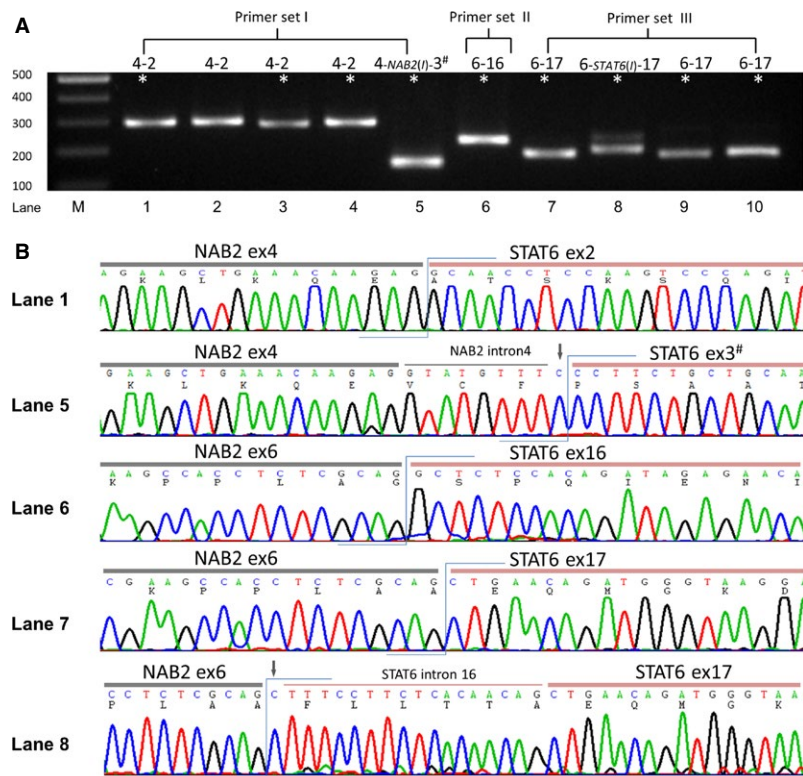 A
Primer set I
Primer set II
Primer set III
4-2 4-2 4-2 4-2 4-NAB2(I)-3# 6-16 6-17 6-STAT6(I)-17 6-17 6-17
* * * * * * * * *
500
400
300
200
100
Lane M 1 2 3 4 5 6 7 8 9 10
B
NAB2 ex4 STAT6 ex2
Lane 1
A G A A G C T G A A A C A A G A G G C A T C C T C C A A G T C C C A G A
K L K Q E A T S K S Q
NAB2 ex4 NAB2 intron4 STAT6 ex3#
Lane 5
G A A G C T G A A A C A A G A G G T A T G T T T C C C T T C T G C T G C A A
K L K Q E V C F P S A A
NAB2 ex6 STAT6 ex16
Lane 6
A A G C C A C C T C T C G C A G G C T C T C C A C A G A T A G A G A A C A
K P P L A G S P Q I E N I
NAB2 ex6 STAT6 ex17
Lane 7
C G A A G C C A C C T C T C G C A G C T G A A C A G A T G G G T A A G G A
K P P L A A E Q M G K D
NAB2 ex6 STAT6 intron 16 STAT6 ex17
Lane 8
C C T C T C G C A G C T T T C C T T C T C A C A A C A G C T G A A C A G A T G G G T A A
P L A A F L L T T A E Q M G K